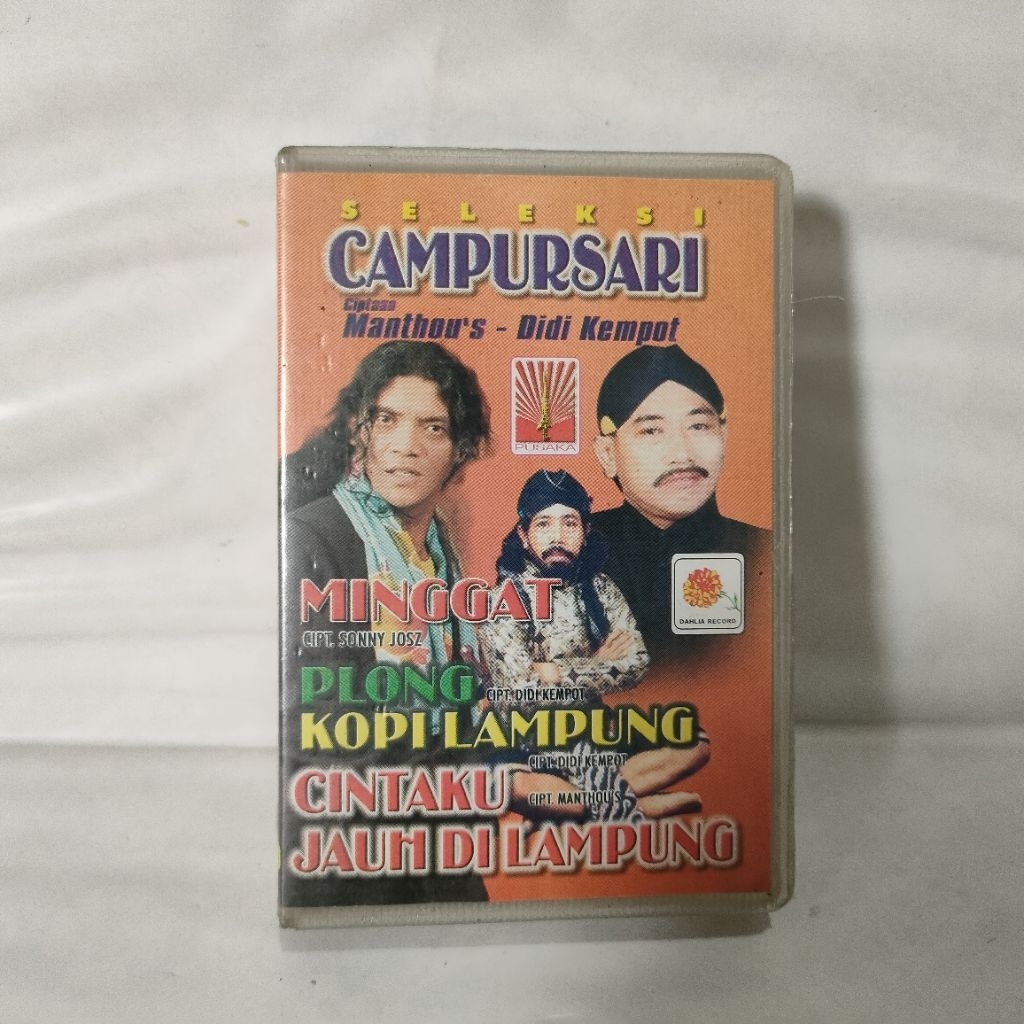 SELEKSI
CAMPURSARI
Ciptaan
Manthou's - Didi Kempot
PUSAKA
DAHLIA RECORD
MINGGAT
CIPT. SONNY JOSZ
PLONG CIPT. DIDI KEMPOT
KOPI LAMPUNG
CIPT. DIDI KEMPOT
CINTAKU CIPT. MANTHOU'S
JAUH DI LAMPUNG